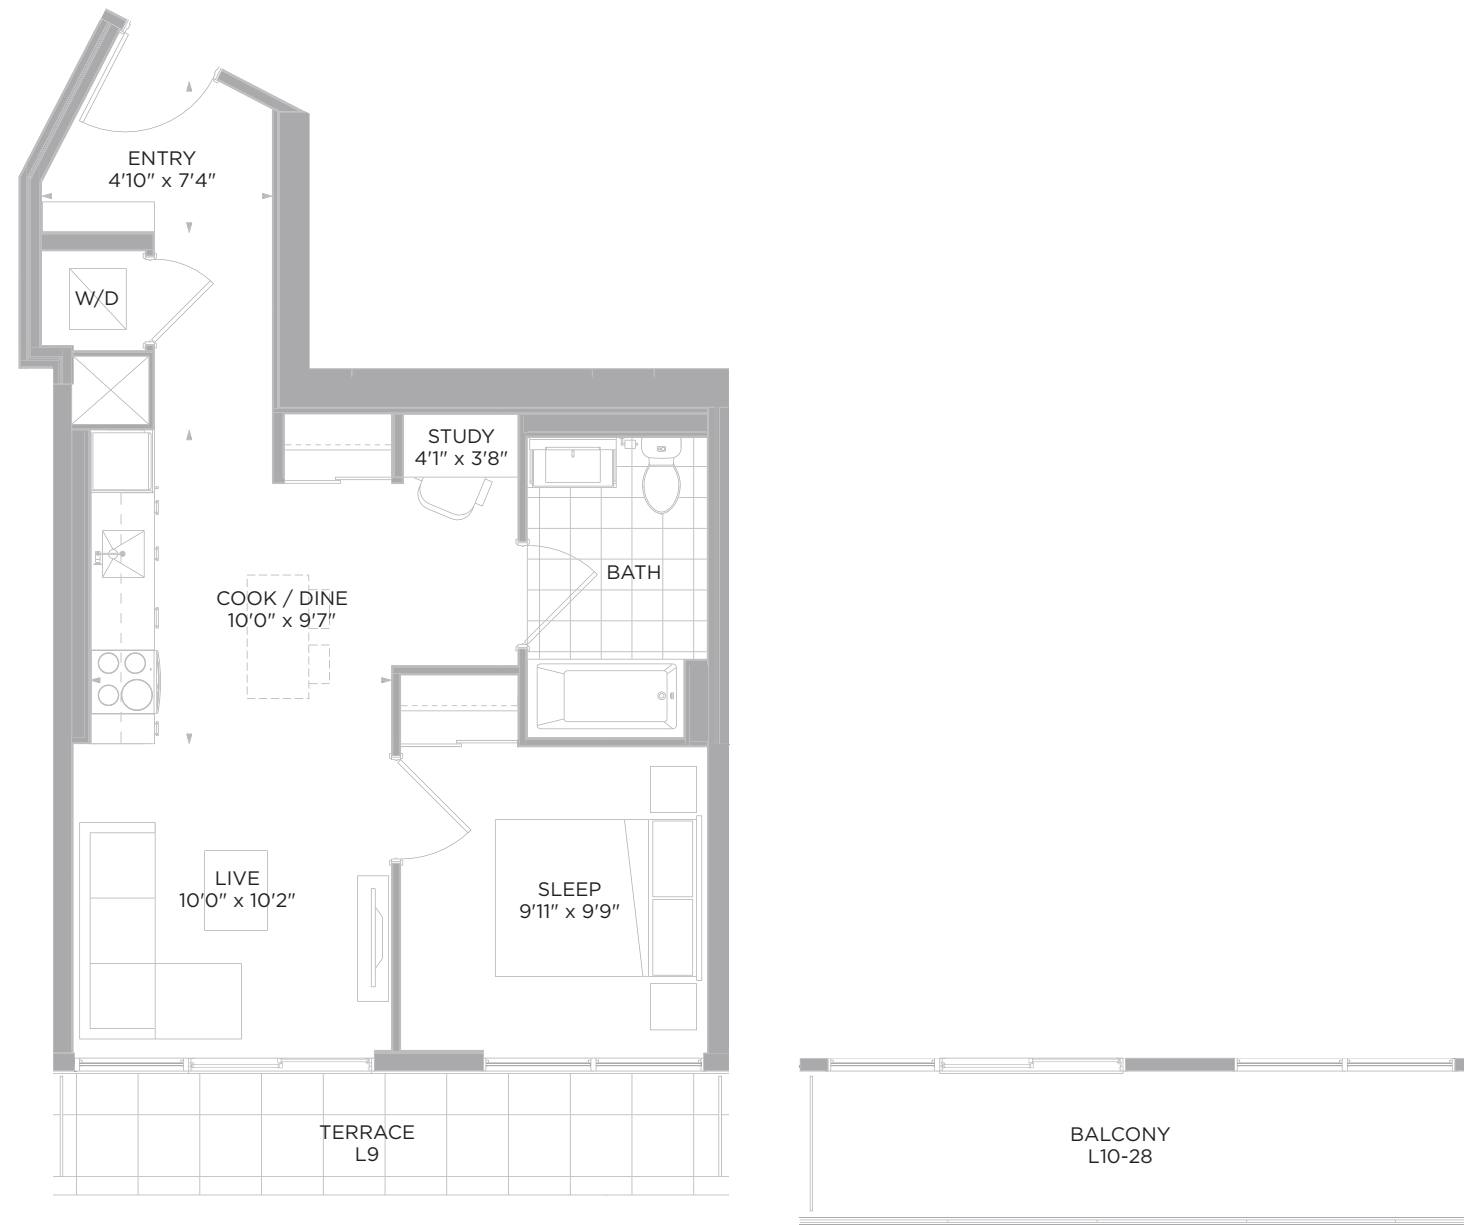 ENTRY
4'10" x 7'4"
W/D
STUDY
4'1" x 3'8"
BATH
COOK / DINE
10'0" x 9'7"
LIVE
10'0" x 10'2"
SLEEP
9'11" x 9'9"
TERRACE
L9
BALCONY
L10-28